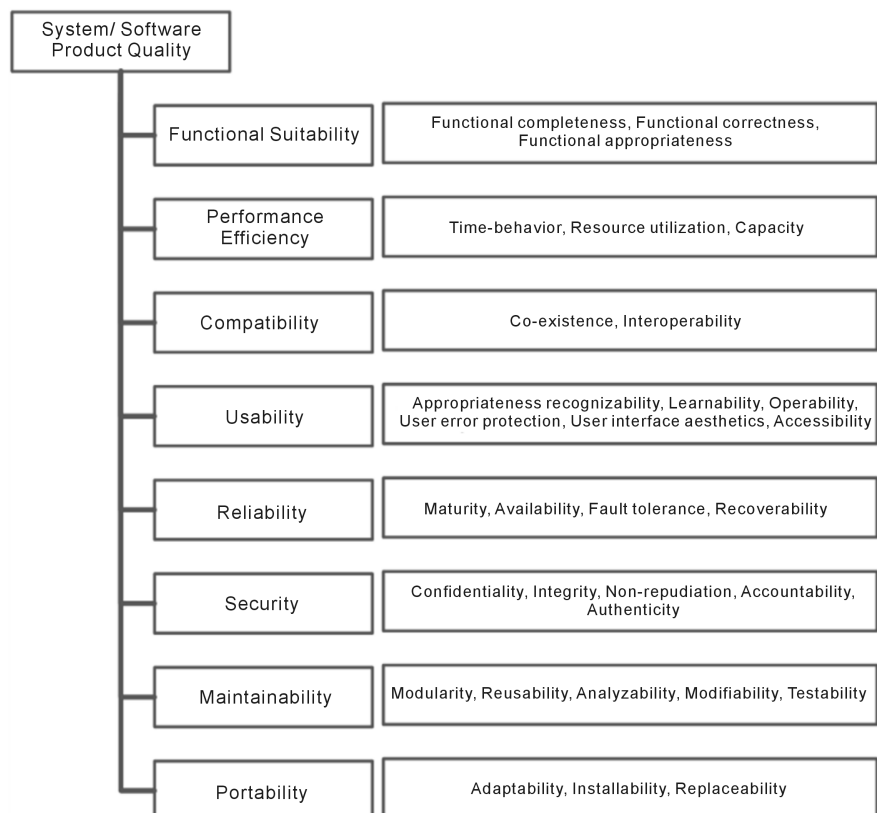 System/ Software
Product Quality
Functional Suitability
Functional completeness, Functional correctness,
Functional appropriateness
Performance
Efficiency
Time-behavior, Resource utilization, Capacity
Compatibility
Co-existence, Interoperability
Usability
Appropriateness recognizability, Learnability, Operability,
User error protection, User interface aesthetics, Accessibility
Reliability
Maturity, Availability, Fault tolerance, Recoverability
Security
Confidentiality, Integrity, Non-repudiation, Accountability,
Authenticity
Maintainability
Modularity, Reusability, Analyzability, Modifiability, Testability
Portability
Adaptability, Installability, Replaceability